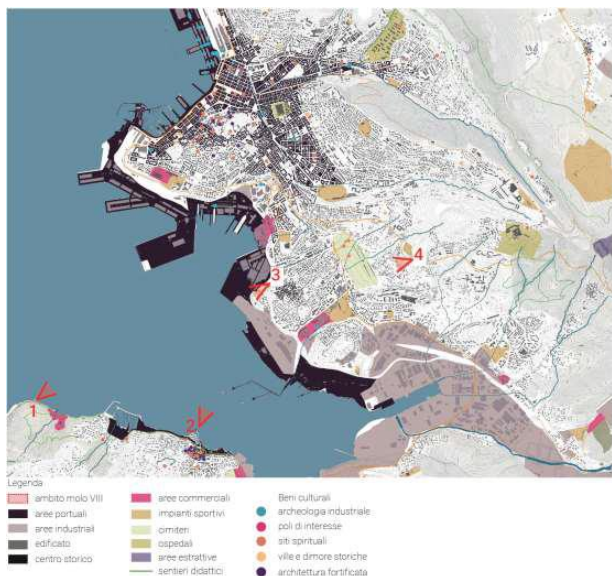 3
4
1
2
Legenda
ambito molo VIII
aree portuali
aree industriali
edificato
centro storico
aree commerciali
impianti sportivi
cimiteri
ospedali
aree estrattive
sentieri didattici
Beni culturali
archeologia industriale
poli di interesse
siti spirituali
ville e dimore storiche
architettura fortificata